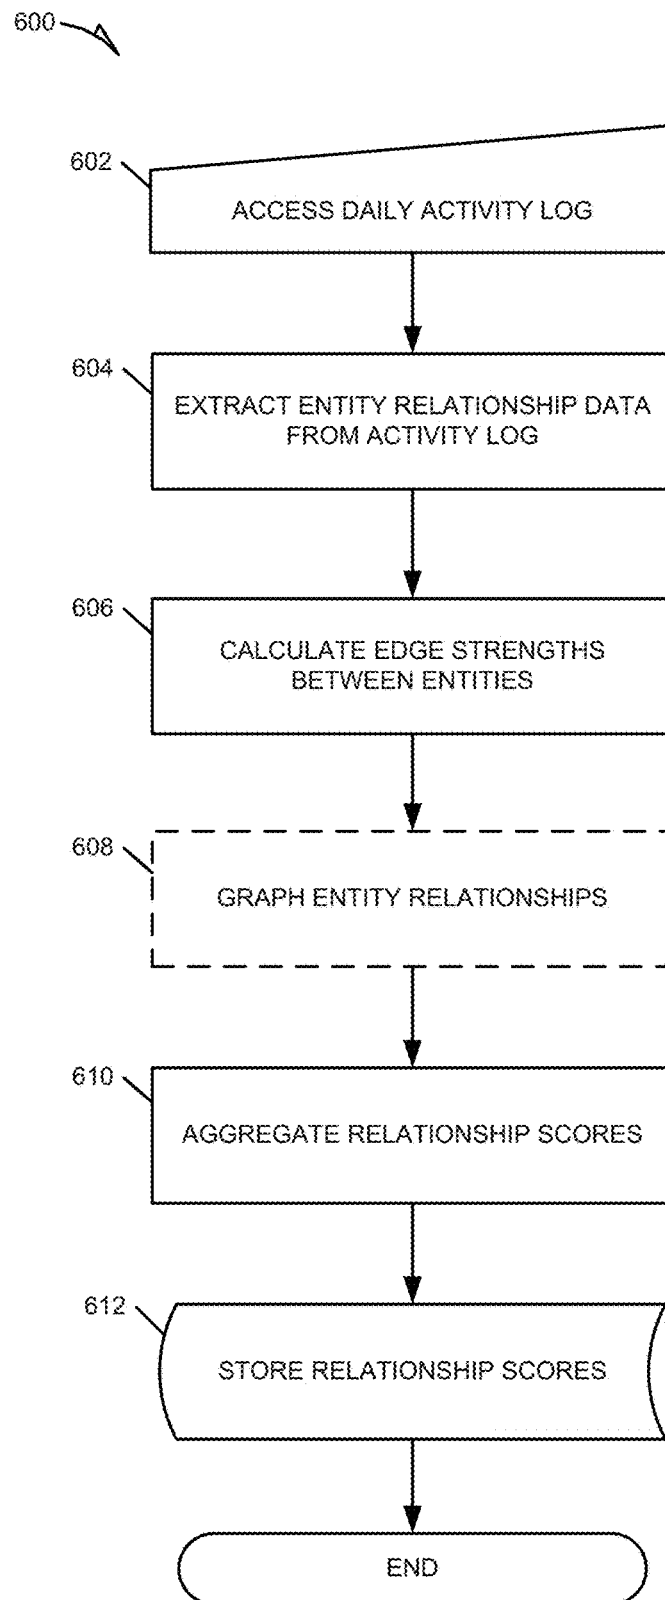 600
602
ACCESS DAILY ACTIVITY LOG
604
EXTRACT ENTITY RELATIONSHIP DATA
FROM ACTIVITY LOG
606
CALCULATE EDGE STRENGTHS
BETWEEN ENTITIES
608
GRAPH ENTITY RELATIONSHIPS
610
AGGREGATE RELATIONSHIP SCORES
612
STORE RELATIONSHIP SCORES
END